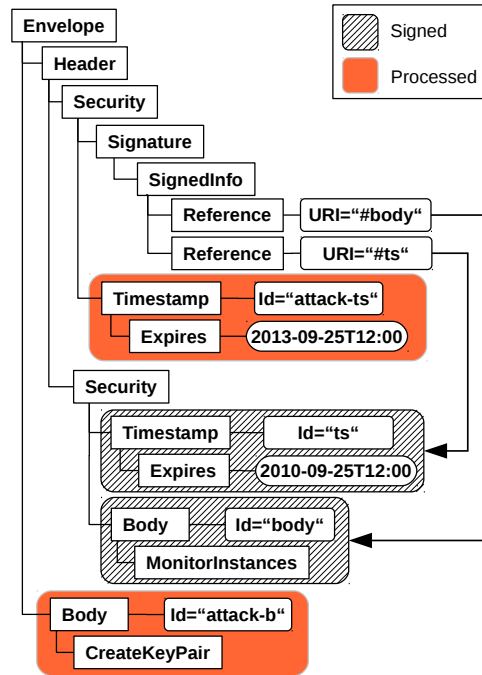 Envelope
Signed
Processed
Header
Security
Signature
SignedInfo
Reference URI="#body“
Reference URI="#ts“
Timestamp Id=“attack-ts“
Expires 2013-09-25T12:00
Security
Timestamp Id=“ts“
Expires 2010-09-25T12:00
Body Id=“body“
MonitorInstances
Body Id=“attack-b“
CreateKeyPair